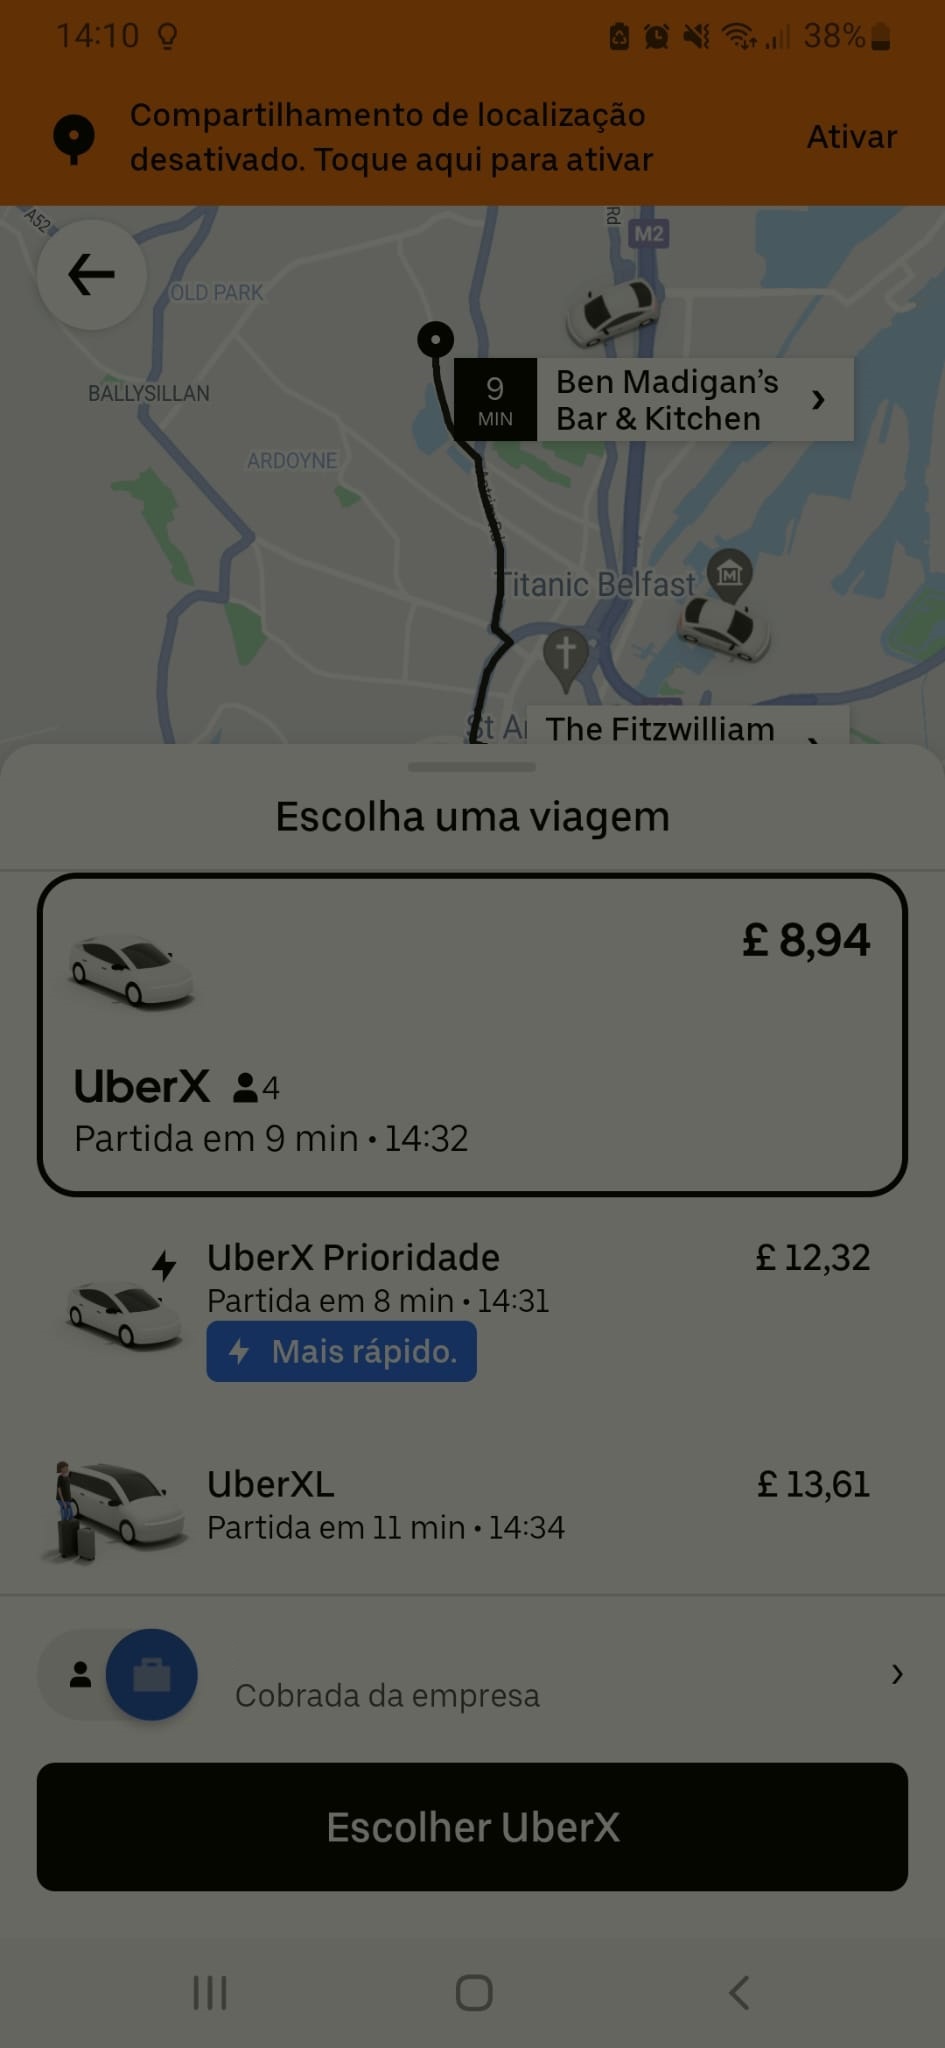 14:10
38%
Compartilhamento de localização
desativado. Toque aqui para ativar
Ativar
A52
Rd
M2
OLD PARK
BALLYSILLAN
9
MIN
Ben Madigan’s
Bar & Kitchen
ARDOYNE
Antrim Rd
Titanic Belfast
St
The Fitzwilliam
Escolha uma viagem
£ 8,94
UberX 4
Partida em 9 min • 14:32
UberX Prioridade
£ 12,32
Partida em 8 min • 14:31
Mais rápido.
UberXL
£ 13,61
Partida em 11 min • 14:34
Cobrada da empresa
Escolher UberX